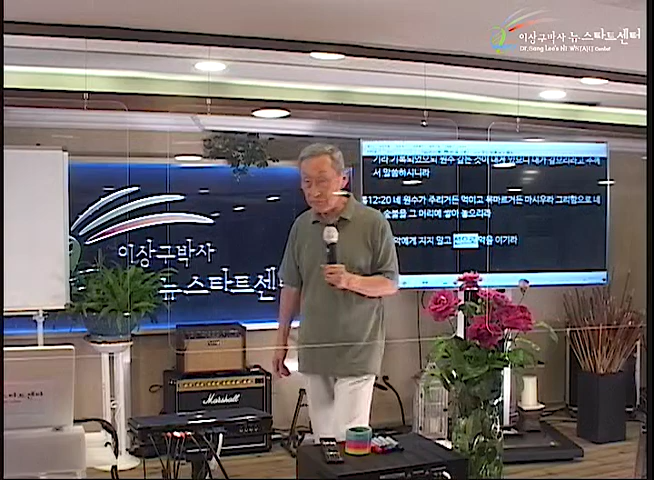 이상구박사 뉴스타트센터
Dr.Sang Lee's NEWSTART Center
기라 기록되었으되 원수 갚는 것이 내게 있으니 내가 갚으리라고 주께
서 말씀하시니라
12:20 네 원수가 주리거든 먹이고 목마르거든 마시우라 그리함으로 네
숯불을 그 머리에 쌓아 놓으리라
악에게 지지 말고 선으로 악을 이기라
이상구박사
뉴스타트센
Marshall
스타트센터